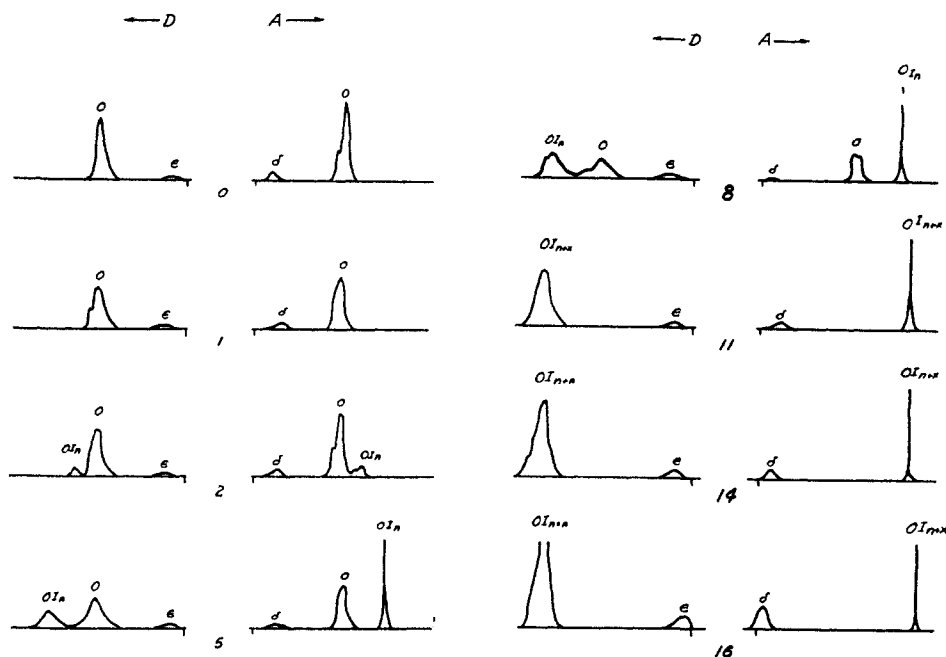 ← D A →
O e δ O
0
O e δ O
1
OIn O e δ O OIn
2
OIn O e δ O OIn
5
← D A →
OIn O e δ O OIn
8
OIn+x e δ OIn+x
11
OIn+n e δ OIn+x
14
OIn+n e δ OIn+x
16